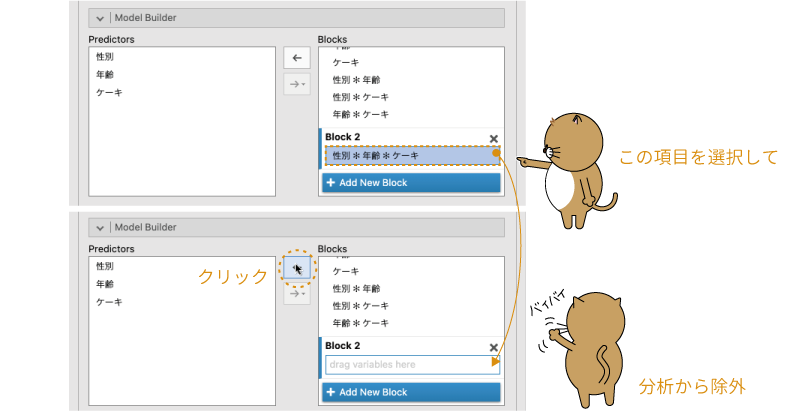 Model Builder
Predictors
Blocks
性別
年齢
ケーキ
年齢
ケーキ
性別 ✻ 年齢
性別 ✻ ケーキ
年齢 ✻ ケーキ
Block 2
性別 ✻ 年齢 ✻ ケーキ
+ Add New Block
この項目を選択して
Model Builder
Predictors
Blocks
性別
年齢
ケーキ
クリック
ケーキ
性別 ✻ 年齢
性別 ✻ ケーキ
年齢 ✻ ケーキ
Block 2
drag variables here
+ Add New Block
バイバイ
分析から除外